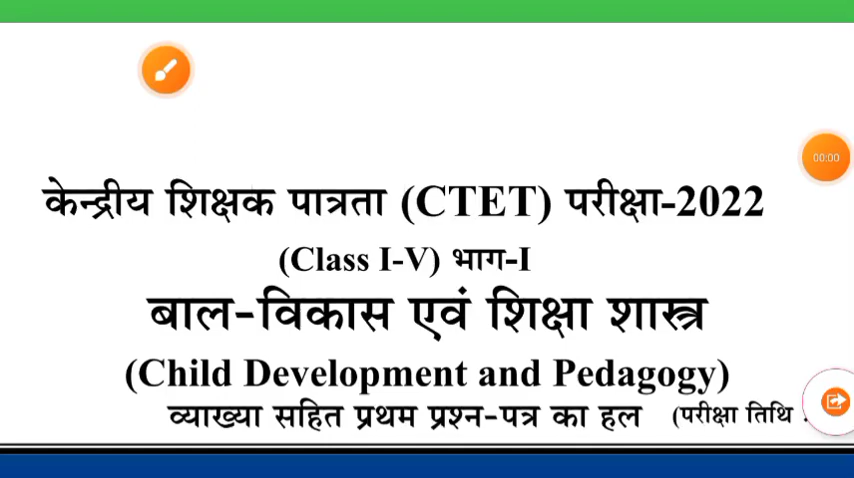 00:00
केन्द्रीय शिक्षक पात्रता (CTET) परीक्षा-2022
(Class I-V) भाग-I
बाल-विकास एवं शिक्षा शास्त्र
(Child Development and Pedagogy)
व्याख्या सहित प्रथम प्रश्न-पत्र का हल (परीक्षा तिथि